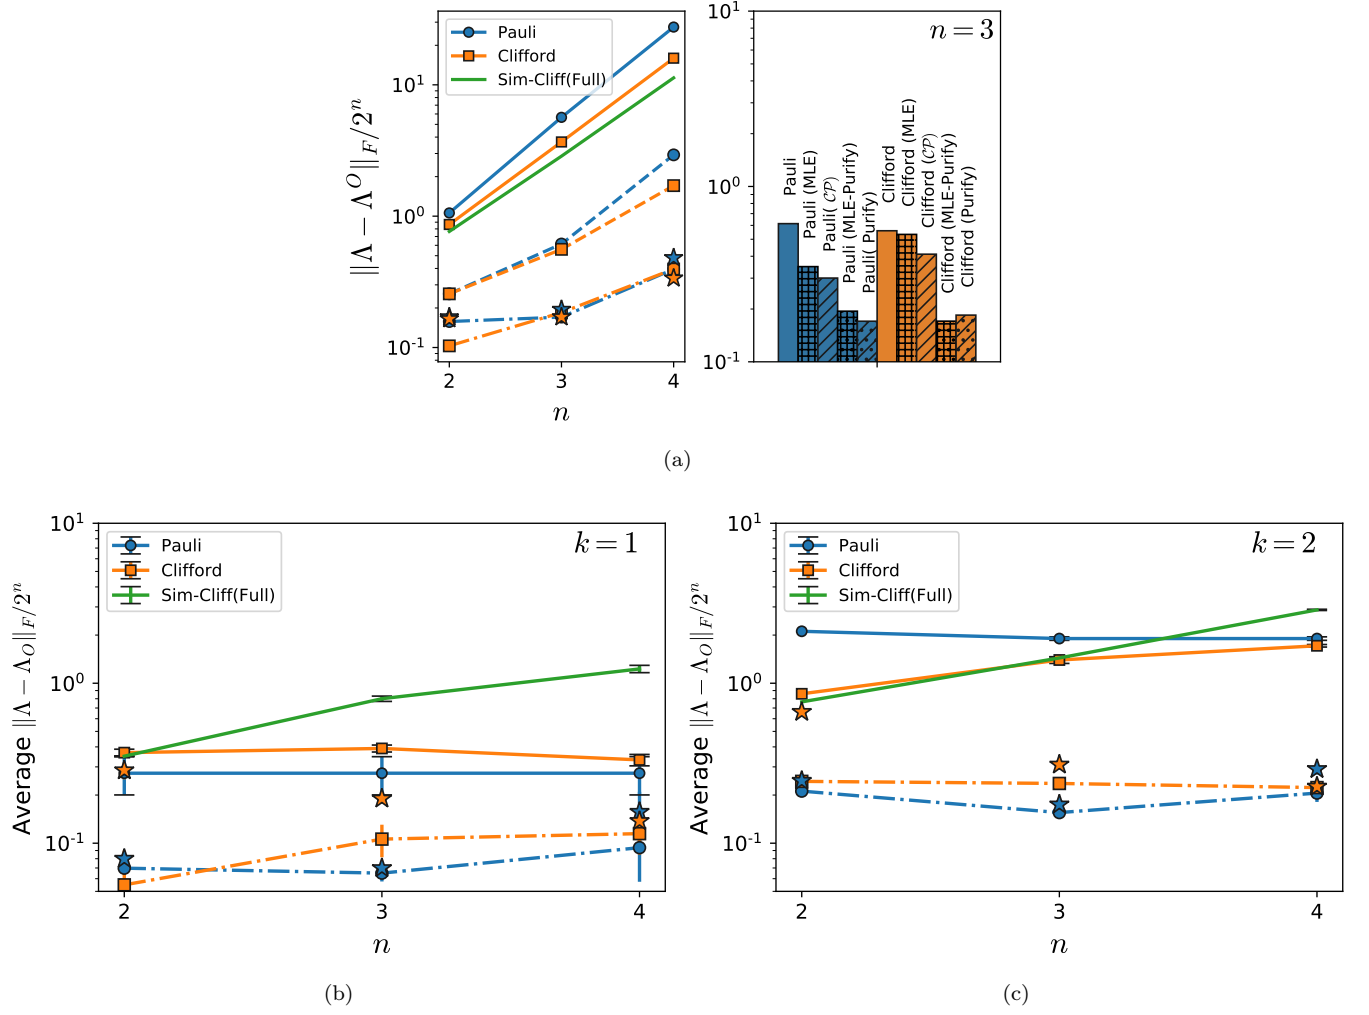 Pauli
Clifford
Sim-Cliff(Full)
10^1
10^0
10^-1
||Λ − Λ^O||_F/2^n
2
3
4
n
n = 3
10^1
10^2
10^0
10^-1
Pauli
Pauli (MLE)
Pauli( CP)
Pauli (MLE-Purify)
Pauli( Purify)
Clifford
Clifford (MLE)
Clifford (CP)
Clifford (MLE-Purify)
Clifford (Purify)
(a)
Pauli
Clifford
Sim-Cliff(Full)
k = 1
10^1
10^0
10^-1
Average ||Λ − Λ_O||_F/2^n
2
3
4
n
(b)
Pauli
Clifford
Sim-Cliff(Full)
k = 2
10^1
10^0
10^-1
Average ||Λ − Λ_O||_F/2^n
2
3
4
n
(c)